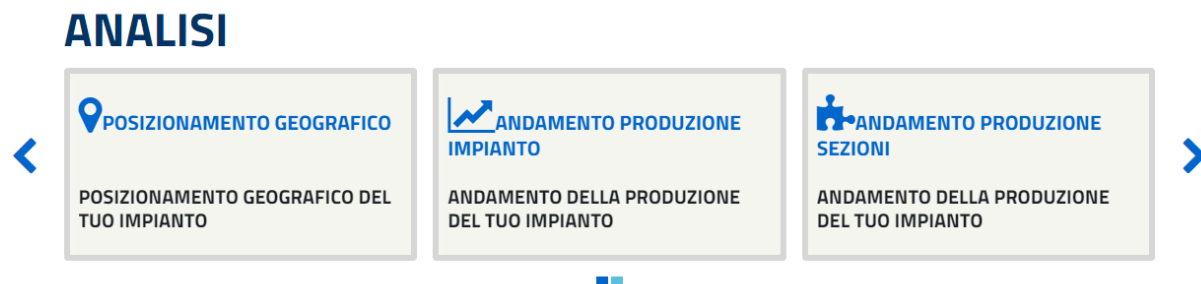 ANALISI
POSIZIONAMENTO GEOGRAFICO
POSIZIONAMENTO GEOGRAFICO DEL
TUO IMPIANTO
ANDAMENTO PRODUZIONE
IMPIANTO
ANDAMENTO DELLA PRODUZIONE
DEL TUO IMPIANTO
ANDAMENTO PRODUZIONE
SEZIONI
ANDAMENTO DELLA PRODUZIONE
DEL TUO IMPIANTO